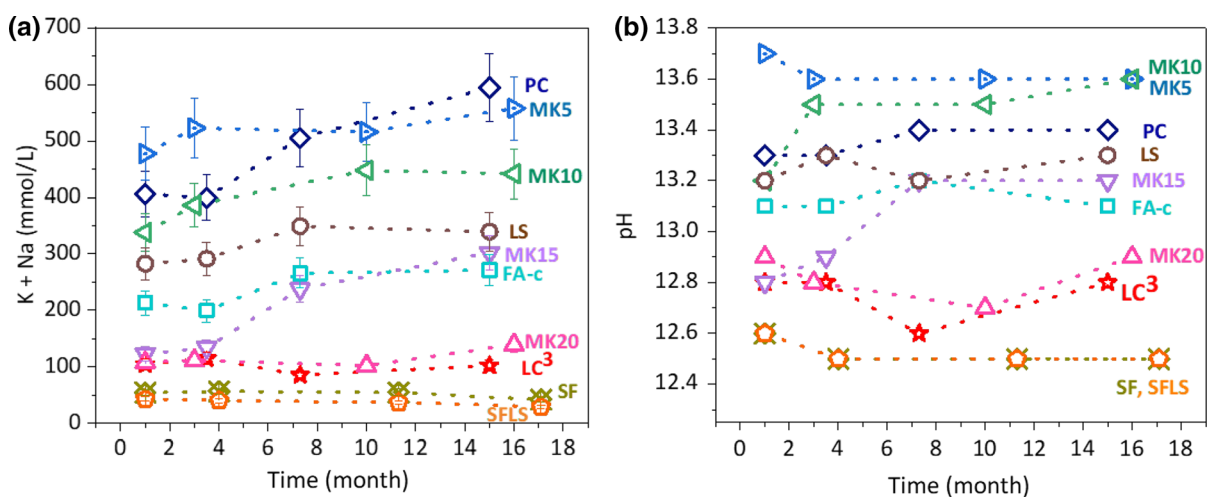 (a)
700
600
500
400
300
200
100
0
K + Na (mmol/L)
PC
MK5
MK10
LS
MK15
FA-c
MK20
LC³
SF
SFLS
0 2 4 6 8 10 12 14 16 18
Time (month)
(b)
13.8
13.6
13.4
13.2
13.0
12.8
12.6
12.4
pH
MK10
MK5
PC
LS
MK15
FA-c
MK20
LC³
SF, SFLS
0 2 4 6 8 10 12 14 16 18
Time (month)